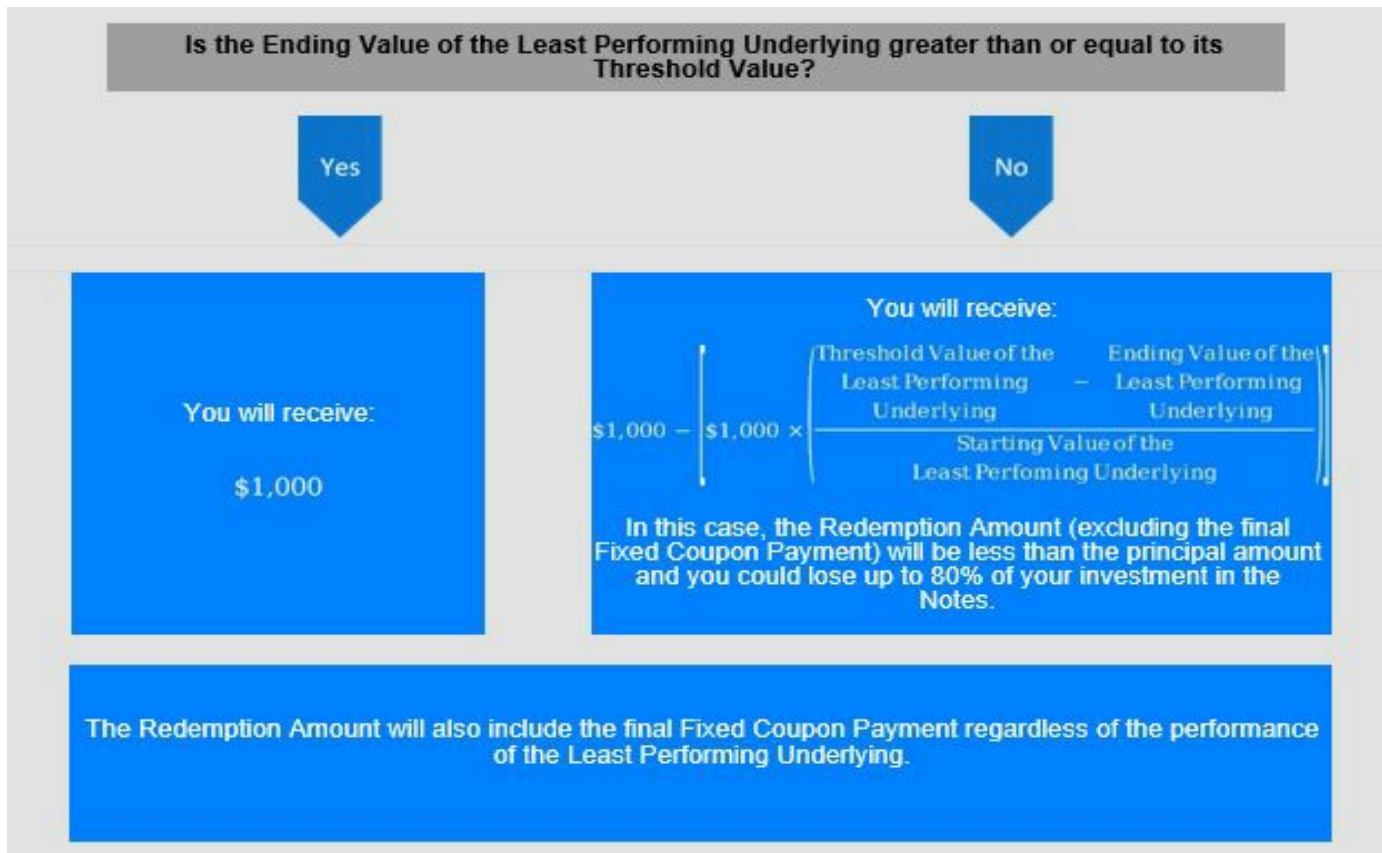 Is the Ending Value of the Least Performing Underlying greater than or equal to its
Threshold Value?
Yes
No
You will receive:
$1,000
You will receive:
Threshold Value of the Ending Value of the
Least Performing − Least Performing
Underlying Underlying
$1,000 − [$1,000 × ( )]
Starting Value of the
Least Perfoming Underlying
In this case, the Redemption Amount (excluding the final
Fixed Coupon Payment) will be less than the principal amount
and you could lose up to 80% of your investment in the
Notes.
The Redemption Amount will also include the final Fixed Coupon Payment regardless of the performance
of the Least Performing Underlying.